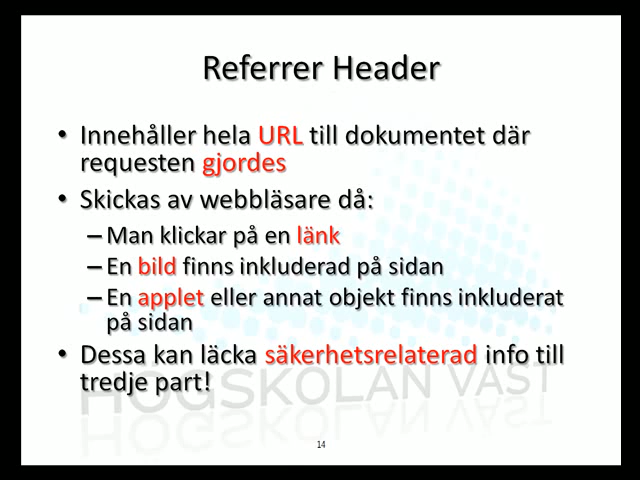 Referrer Header
• Innehåller hela URL till dokumentet där
requesten gjordes
• Skickas av webbläsare då:
– Man klickar på en länk
– En bild finns inkluderad på sidan
– En applet eller annat objekt finns inkluderat
på sidan
• Dessa kan läcka säkerhetsrelaterad info till
tredje part!
HÖGSKOLAN VÄST
14